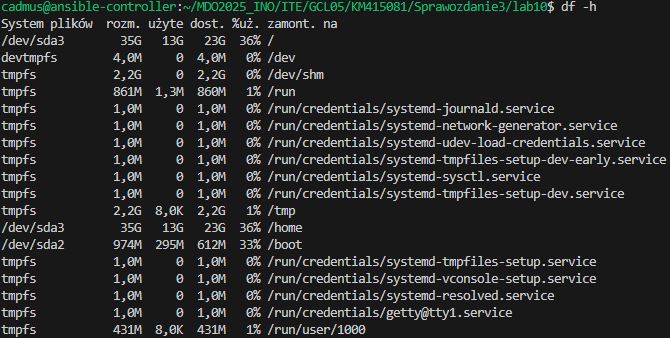 cadmus@ansible-controller:~/MDO2025_INO/ITE/GCL05/KM415081/Sprawozdanie3/lab10$ df -h
System plików rozm. użyte dost. %uż. zamont. na
/dev/sda3 35G 13G 23G 36% /
devtmpfs 4,0M 0 4,0M 0% /dev
tmpfs 2,2G 0 2,2G 0% /dev/shm
tmpfs 861M 1,3M 860M 1% /run
tmpfs 1,0M 0 1,0M 0% /run/credentials/systemd-journald.service
tmpfs 1,0M 0 1,0M 0% /run/credentials/systemd-network-generator.service
tmpfs 1,0M 0 1,0M 0% /run/credentials/systemd-udev-load-credentials.service
tmpfs 1,0M 0 1,0M 0% /run/credentials/systemd-tmpfiles-setup-dev-early.service
tmpfs 1,0M 0 1,0M 0% /run/credentials/systemd-sysctl.service
tmpfs 1,0M 0 1,0M 0% /run/credentials/systemd-tmpfiles-setup-dev.service
tmpfs 2,2G 8,0K 2,2G 1% /tmp
/dev/sda3 35G 13G 23G 36% /home
/dev/sda2 974M 295M 612M 33% /boot
tmpfs 1,0M 0 1,0M 0% /run/credentials/systemd-tmpfiles-setup.service
tmpfs 1,0M 0 1,0M 0% /run/credentials/systemd-vconsole-setup.service
tmpfs 1,0M 0 1,0M 0% /run/credentials/systemd-resolved.service
tmpfs 1,0M 0 1,0M 0% /run/credentials/getty@tty1.service
tmpfs 431M 8,0K 431M 1% /run/user/1000